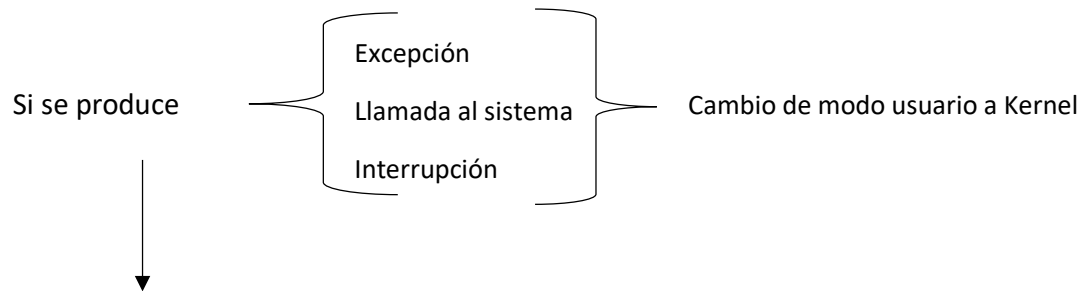 Excepción
Si se produce
Llamada al sistema
Cambio de modo usuario a Kernel
Interrupción